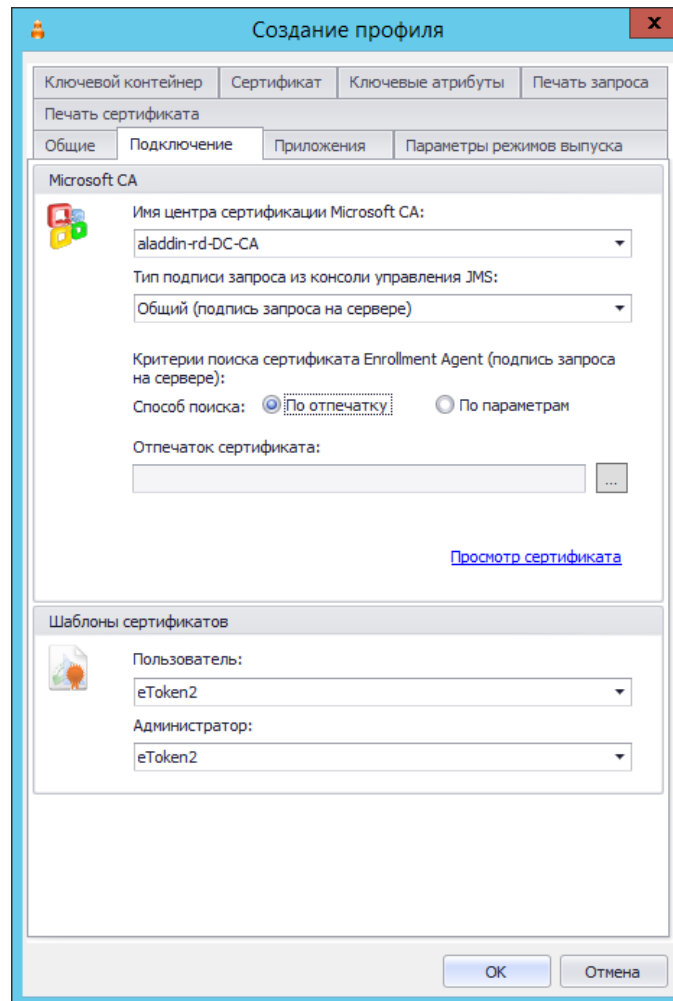 Создание профиля
x
Ключевой контейнер Сертификат Ключевые атрибуты Печать запроса
Печать сертификата
Общие Подключение Приложения Параметры режимов выпуска
Microsoft CA
Имя центра сертификации Microsoft CA:
aladdin-rd-DC-CA
Тип подписи запроса из консоли управления JMS:
Общий (подпись запроса на сервере)
Критерии поиска сертификата Enrollment Agent (подпись запроса
на сервере):
Способ поиска: По отпечатку По параметрам
Отпечаток сертификата:
...
Просмотр сертификата
Шаблоны сертификатов
Пользователь:
eToken2
Администратор:
eToken2
OK Отмена